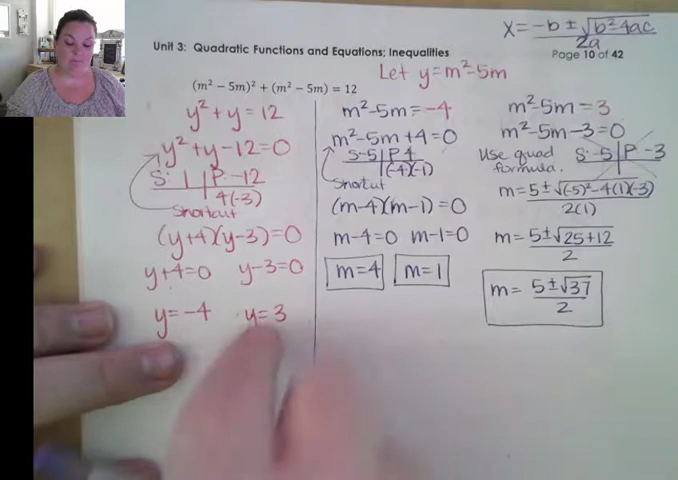 x = -b ± √b²-4ac / 2a
Unit 3: Quadratic Functions and Equations; Inequalities
Page 10 of 42
Let y=m²-5m
(m² − 5m)² + (m² − 5m) = 12
y²+y=12
y²+y-12=0
S: 1 | P: -12
4(-3)
Shortcut
(y+4)(y-3)=0
y+4=0 y-3=0
y=-4 y=3
m²-5m=-4
m²-5m+4=0
S-5 | P 4
(-4)(-1)
Shortcut
(m-4)(m-1)=0
m-4=0 m-1=0
m=4 m=1
m²-5m=3
m²-5m-3=0
Use quad formula. S: -5 | P -3
m = 5±√(-5)²-4(1)(-3) / 2(1)
m = 5±√25+12 / 2
m = 5±√37 / 2